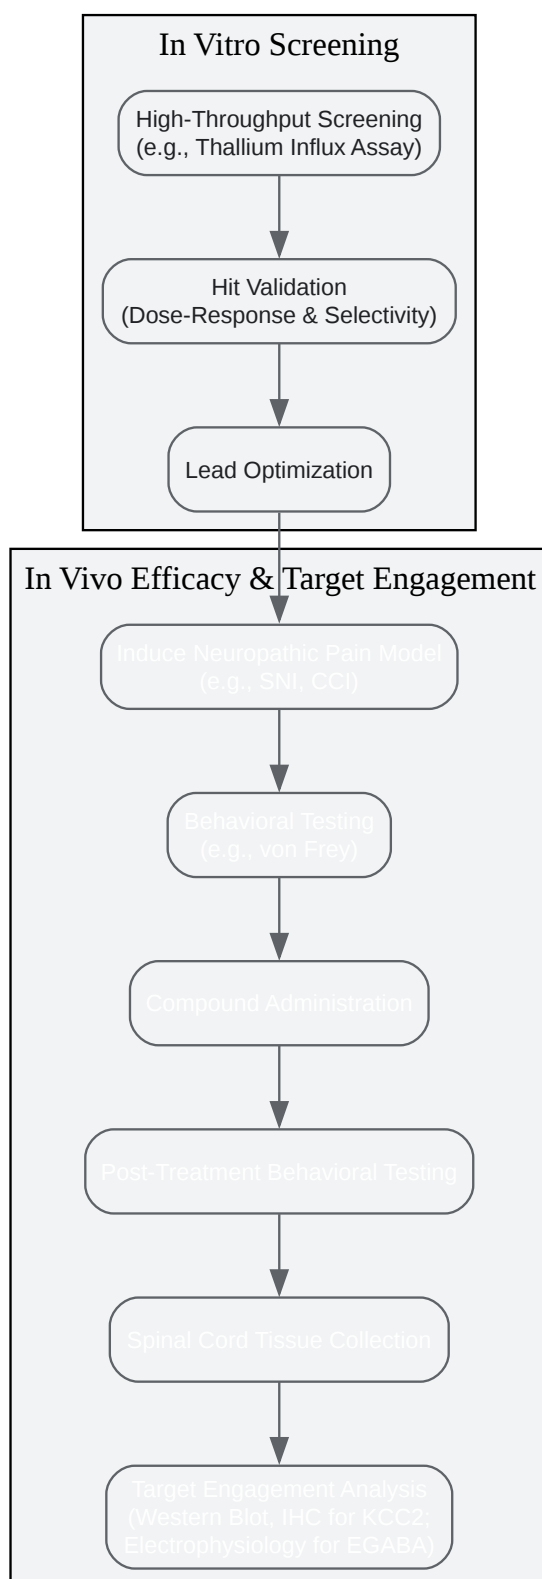 In Vitro Screening
High-Throughput Screening
(e.g., Thallium Influx Assay)
Hit Validation
(Dose-Response & Selectivity)
Lead Optimization
In Vivo Efficacy & Target Engagement
Induce Neuropathic Pain Model
(e.g., SNI, CCI)
Behavioral Testing
(e.g., von Frey)
Compound Administration
Post-Treatment Behavioral Testing
Spinal Cord Tissue Collection
Target Engagement Analysis
(Western Blot, IHC for KCC2;
Electrophysiology for EGABA)